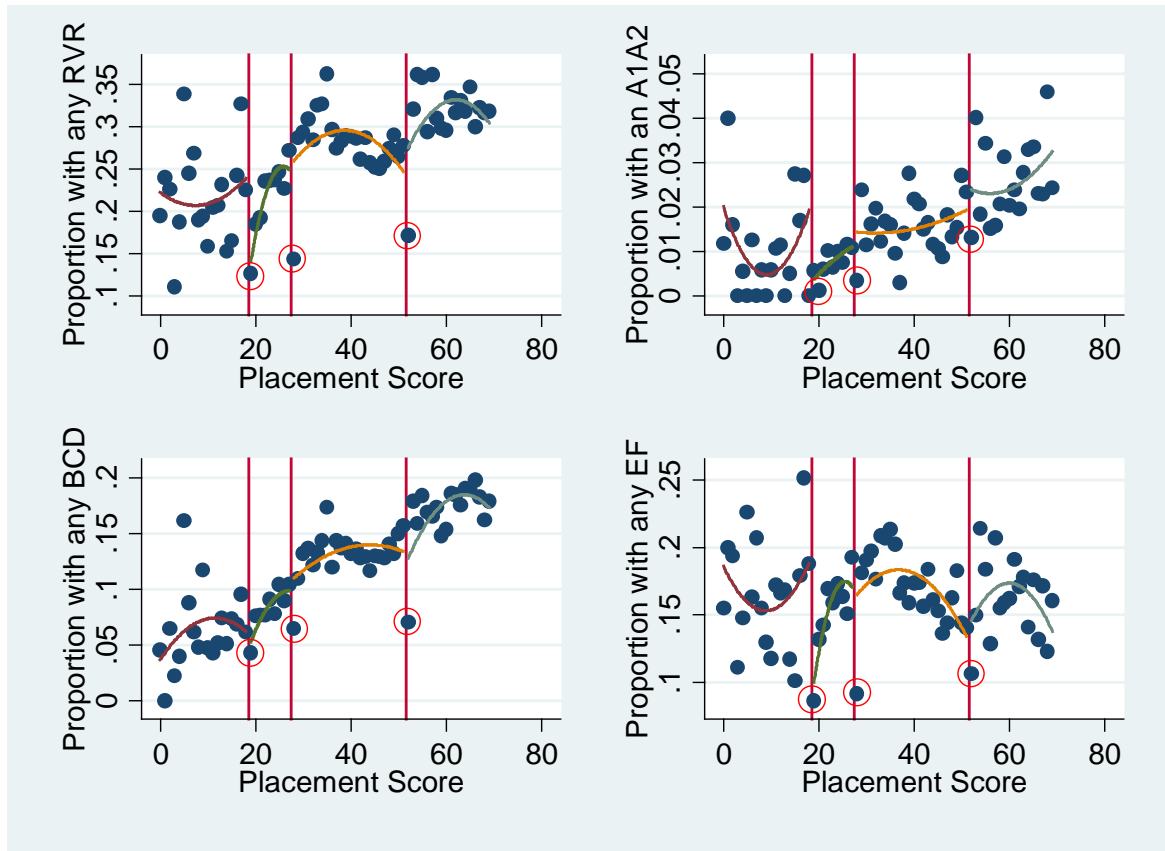 Proportion with any RVR
.35
.3
.25
.2
.15
.1
0 20 40 60 80
Placement Score
Proportion with an A1A2
.05
.04
.03
.02
.01
0
0 20 40 60 80
Placement Score
Proportion with any BCD
.2
.15
.1
.05
0
0 20 40 60 80
Placement Score
Proportion with any EF
.25
.2
.15
.1
0 20 40 60 80
Placement Score